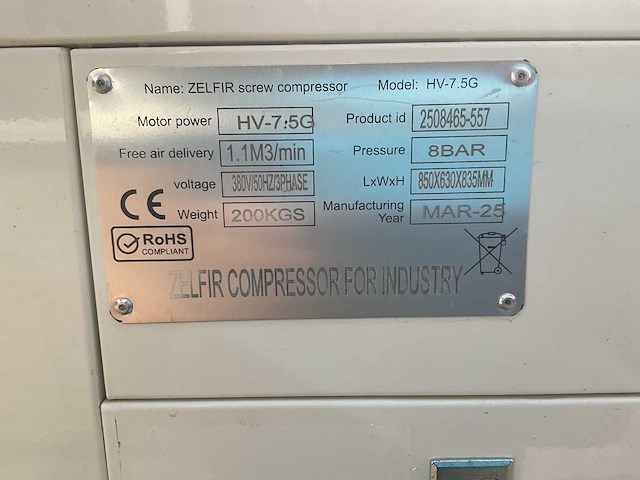 Name: ZELFIR screw compressor Model: HV-7.5G
Motor power HV-7.5G Product id 2508465-557
Free air delivery 1.1M3/min Pressure 8BAR
voltage 380V/50HZ/3PHASE LxWxH 850X630X835MM
CE Weight 200KGS Manufacturing Year MAR-25
RoHS
COMPLIANT
ZELFIR COMPRESSOR FOR INDUSTRY